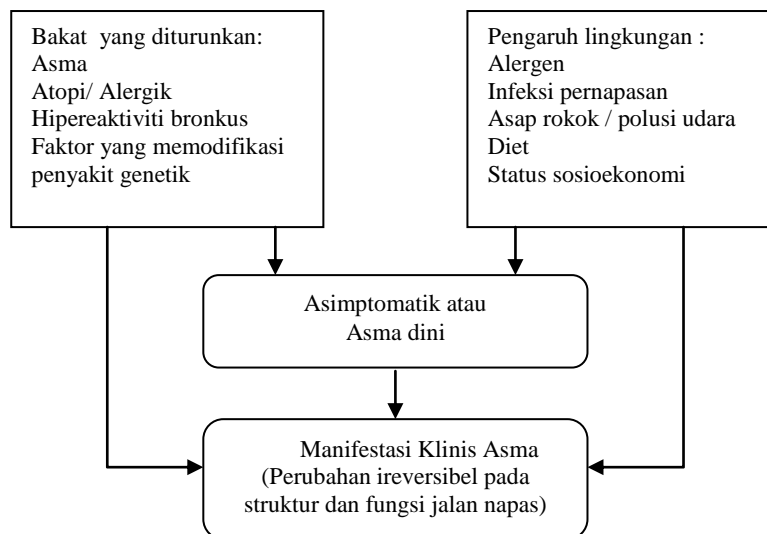 Bakat yang diturunkan:
Asma
Atopi/ Alergik
Hipereaktiviti bronkus
Faktor yang memodifikasi
penyakit genetik
Pengaruh lingkungan :
Alergen
Infeksi pernapasan
Asap rokok / polusi udara
Diet
Status sosioekonomi
Asimptomatik atau
Asma dini
Manifestasi Klinis Asma
(Perubahan ireversibel pada
struktur dan fungsi jalan napas)